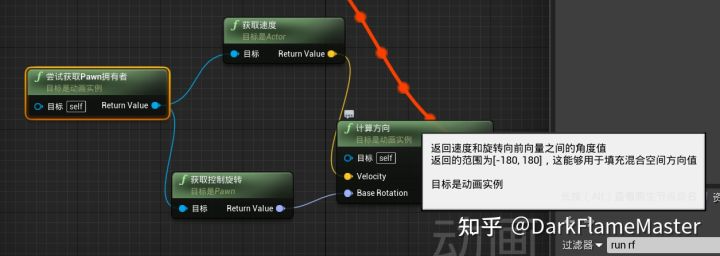 f 获取速度
目标是Actor
目标 Return Value
f 尝试获取Pawn拥有者
目标是动画实例
目标 self Return Value
f 计算方向
目标是动画实例
目标 self
Velocity
Base Rotation
返回速度和旋转向前向量之间的角度值
返回的范围为[-180, 180]，这能够用于填充混合空间方向值
目标是动画实例
f 获取控制旋转
目标是Pawn
目标 Return Value
动画
知乎 @DarkFlameMaster
过滤器 run rf